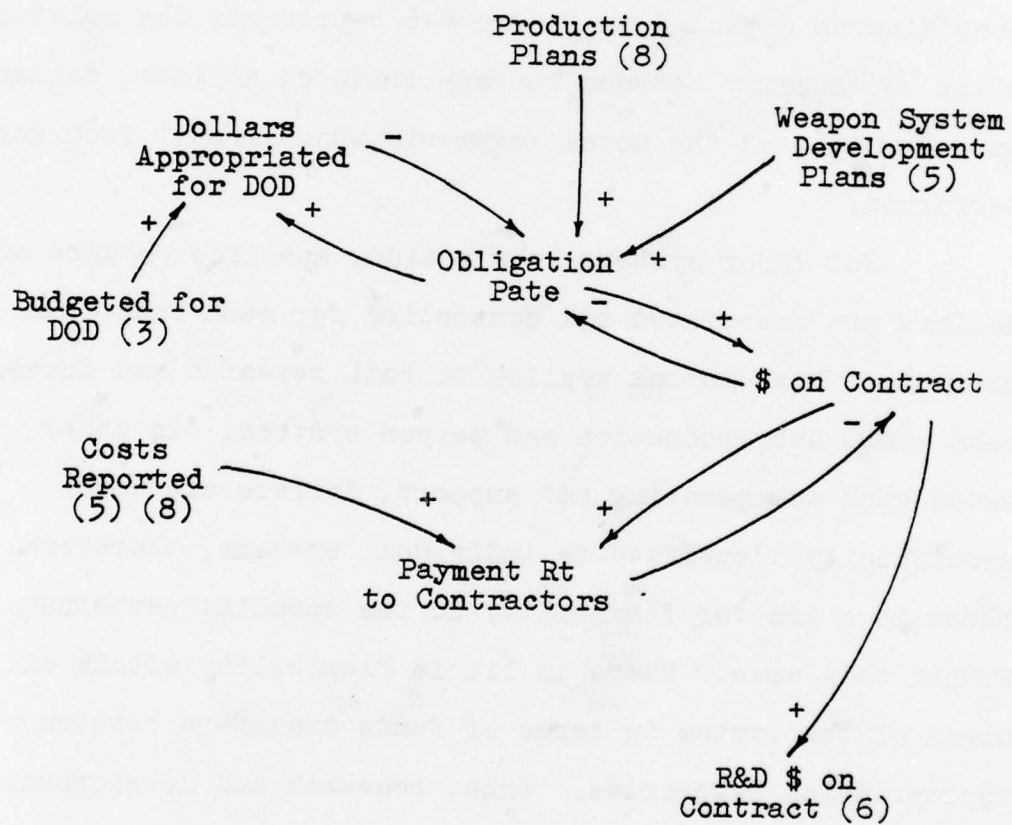 Production
Plans (8)
Dollars
Appropriated
for DOD
-
Weapon System
Development
Plans (5)
+
+
+
Obligation
Pate
+
Budgeted for
DOD (3)
-
+
$ on Contract
-
Costs
Reported
(5) (8)
+
+
Payment Rt
to Contractors
+
R&D $ on
Contract (6)